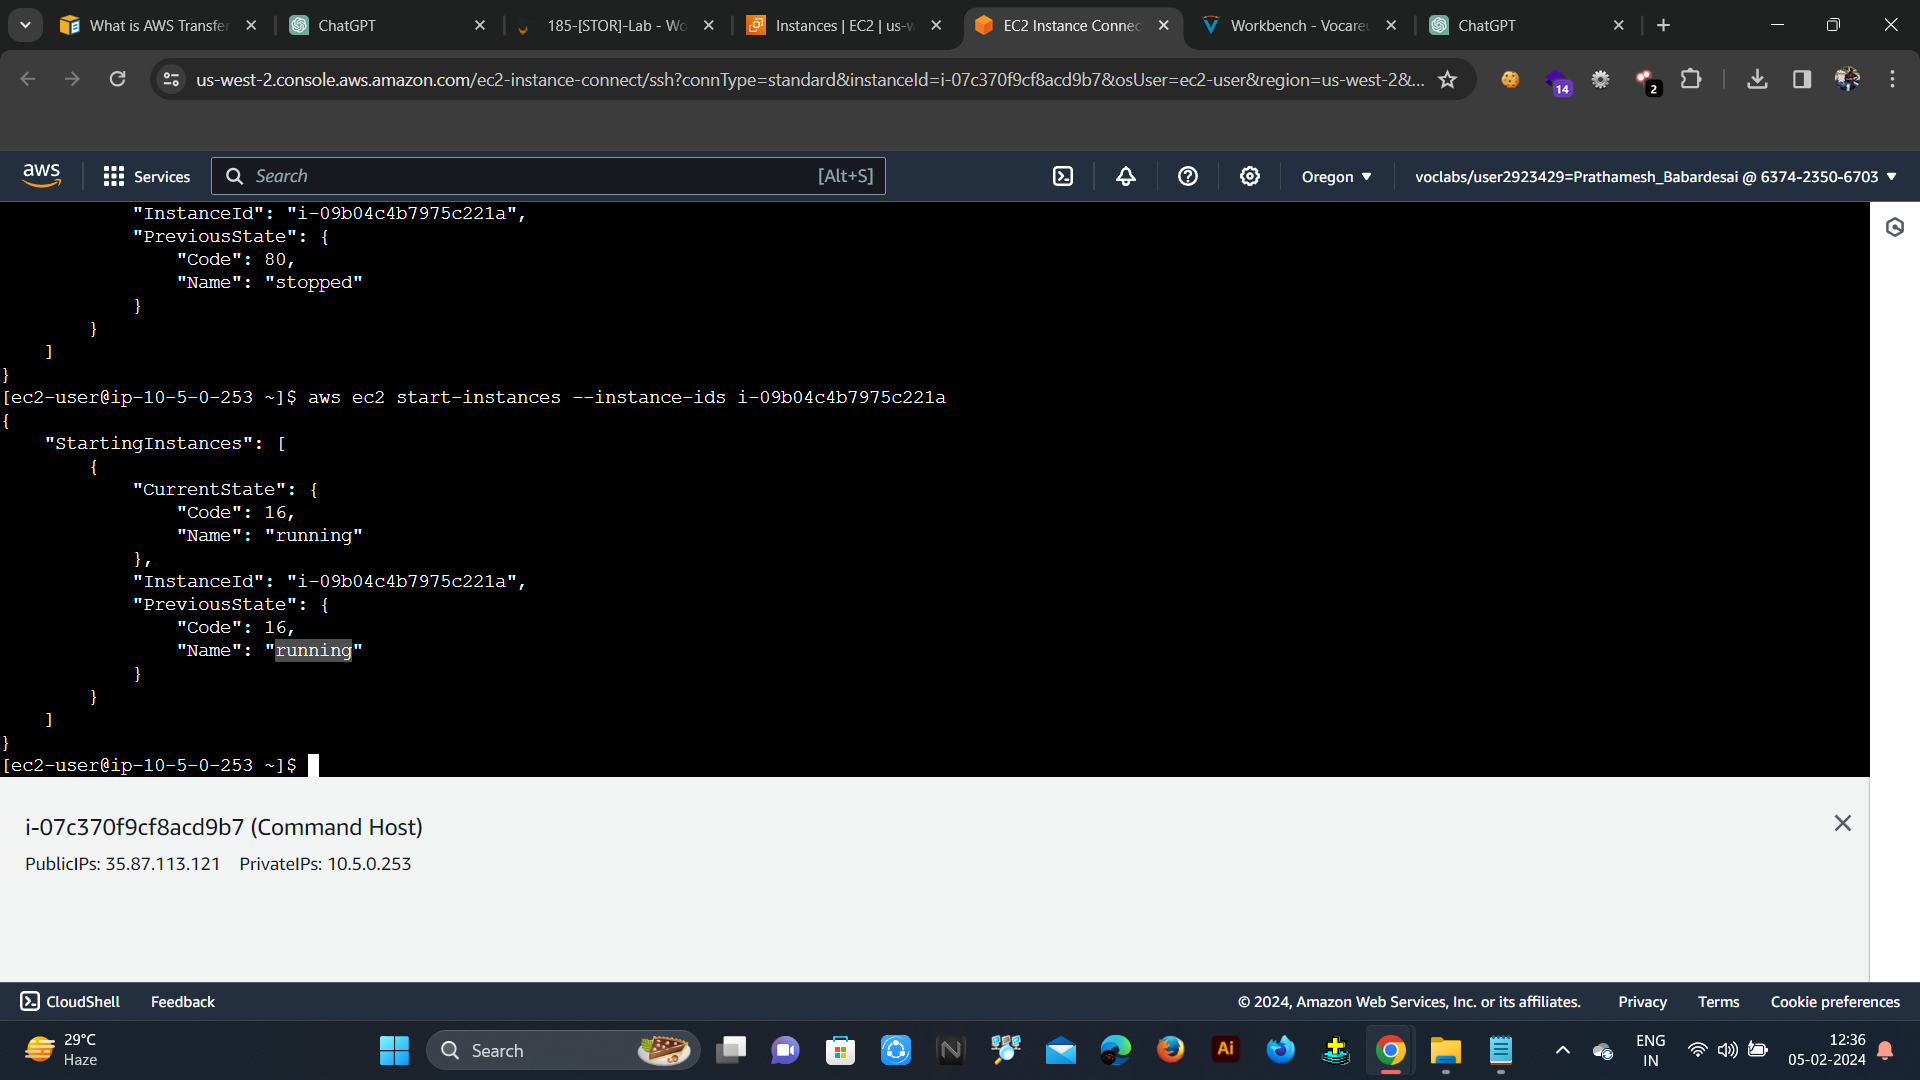 What is AWS Transfer
ChatGPT
185-[STOR]-Lab - Wo
Instances | EC2 | us-w
EC2 Instance Connec
Workbench - Vocareu
ChatGPT
us-west-2.console.aws.amazon.com/ec2-instance-connect/ssh?connType=standard&instanceId=i-07c370f9cf8acd9b7&osUser=ec2-user&region=us-west-2&...
14
2
aws
Services
Search
[Alt+S]
Oregon
voclabs/user2923429=Prathamesh_Babardesai @ 6374-2350-6703
"InstanceId": "i-09b04c4b7975c221a",
"PreviousState": {
"Code": 80,
"Name": "stopped"
}
}
]
}
[ec2-user@ip-10-5-0-253 ~]$ aws ec2 start-instances --instance-ids i-09b04c4b7975c221a
{
"StartingInstances": [
{
"CurrentState": {
"Code": 16,
"Name": "running"
},
"InstanceId": "i-09b04c4b7975c221a",
"PreviousState": {
"Code": 16,
"Name": "running"
}
}
]
}
[ec2-user@ip-10-5-0-253 ~]$
i-07c370f9cf8acd9b7 (Command Host)
PublicIPs: 35.87.113.121 PrivateIPs: 10.5.0.253
CloudShell
Feedback
© 2024, Amazon Web Services, Inc. or its affiliates.
Privacy
Terms
Cookie preferences
29°C
Haze
Search
Ai
ENG
IN
12:36
05-02-2024